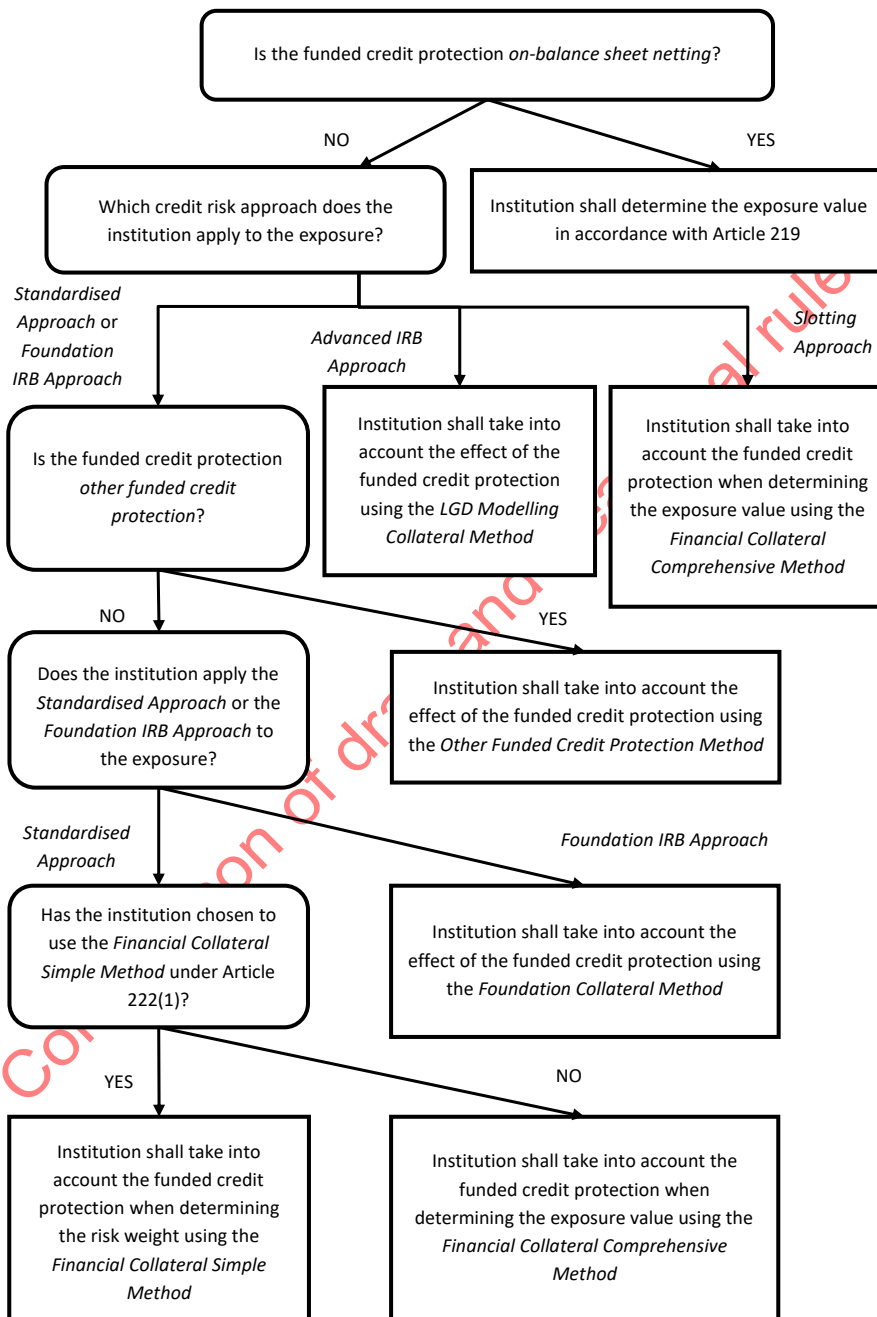 Is the funded credit protection on-balance sheet netting?
NO
YES
Which credit risk approach does the
institution apply to the exposure?
Institution shall determine the exposure value
in accordance with Article 219
Standardised
Approach or
Foundation
IRB Approach
Advanced IRB
Approach
Slotting
Approach
Is the funded credit protection
other funded credit
protection?
Institution shall take into
account the effect of the
funded credit protection
using the LGD Modelling
Collateral Method
Institution shall take into
account the funded credit
protection when determining
the exposure value using the
Financial Collateral
Comprehensive Method
NO
YES
Does the institution apply the
Standardised Approach or the
Foundation IRB Approach to
the exposure?
Institution shall take into account the
effect of the funded credit protection using
the Other Funded Credit Protection Method
Standardised
Approach
Foundation IRB Approach
Has the institution chosen to
use the Financial Collateral
Simple Method under Article
222(1)?
Institution shall take into account the
effect of the funded credit protection using
the Foundation Collateral Method
YES
NO
Institution shall take into
account the funded credit
protection when determining
the risk weight using the
Financial Collateral Simple
Method
Institution shall take into account the
funded credit protection when
determining the exposure value using the
Financial Collateral Comprehensive
Method